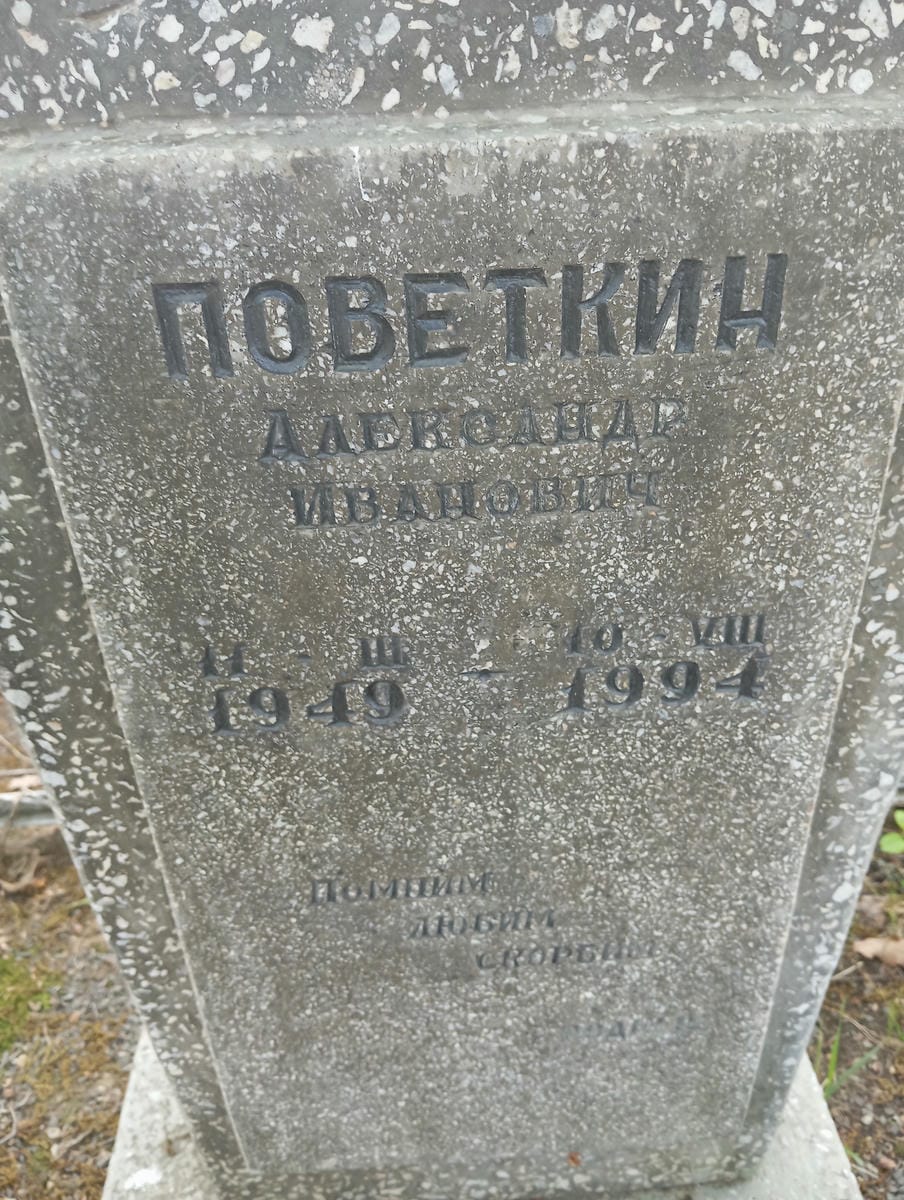 ПОВЕТКИН
АЛЕКСАНДР
ИВАНОВИЧ
11 · III – 10 · VIII
1949 1994
ПОМНИМ
ЛЮБИМ
СКОРБИМ